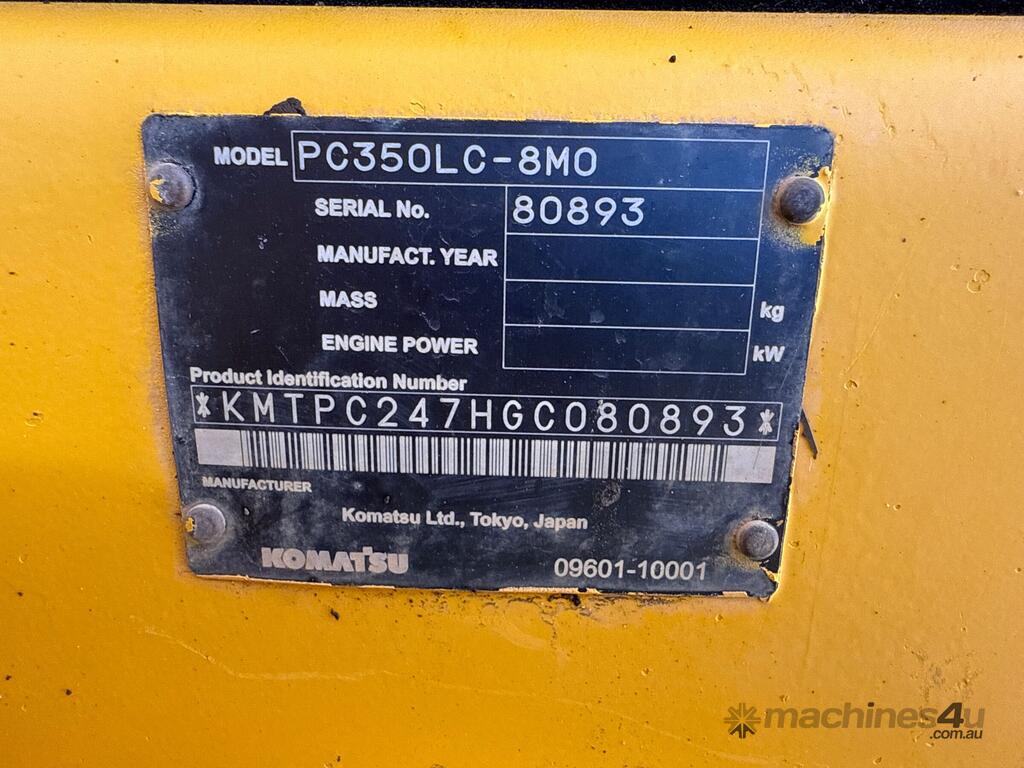 MODEL PC350LC-8M0
SERIAL No. 80893
MANUFACT. YEAR
MASS kg
ENGINE POWER kW
Product Identification Number
*KMTPC247HGC080893*
MANUFACTURER
Komatsu Ltd., Tokyo, Japan
KOMATSU 09601-10001
machines4u
.com.au